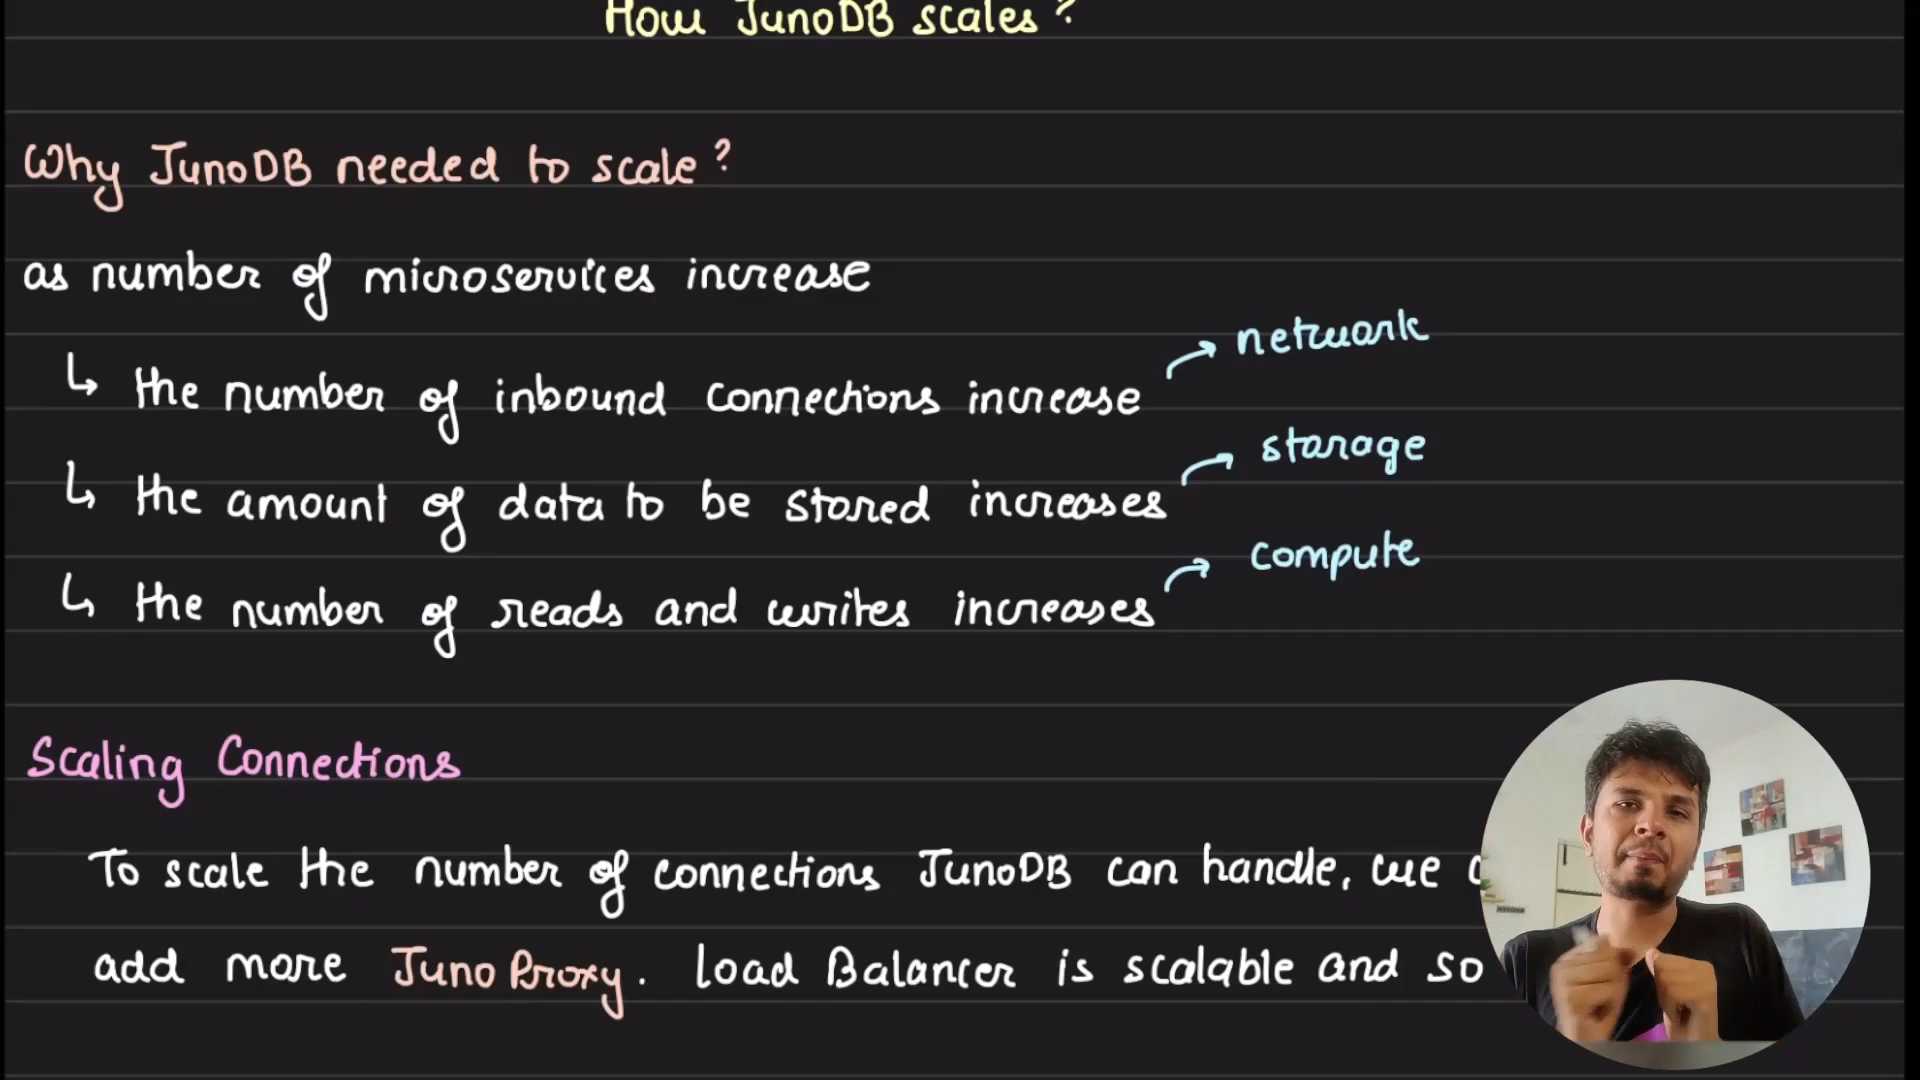 How JunoDB scales?
Why JunoDB needed to scale?
as number of microservices increase
↳ the number of inbound connections increase → network
↳ the amount of data to be stored increases → storage
↳ the number of reads and writes increases → compute
Scaling Connections
To scale the number of connections JunoDB can handle, we
add more JunoProxy. Load Balancer is scalable and so